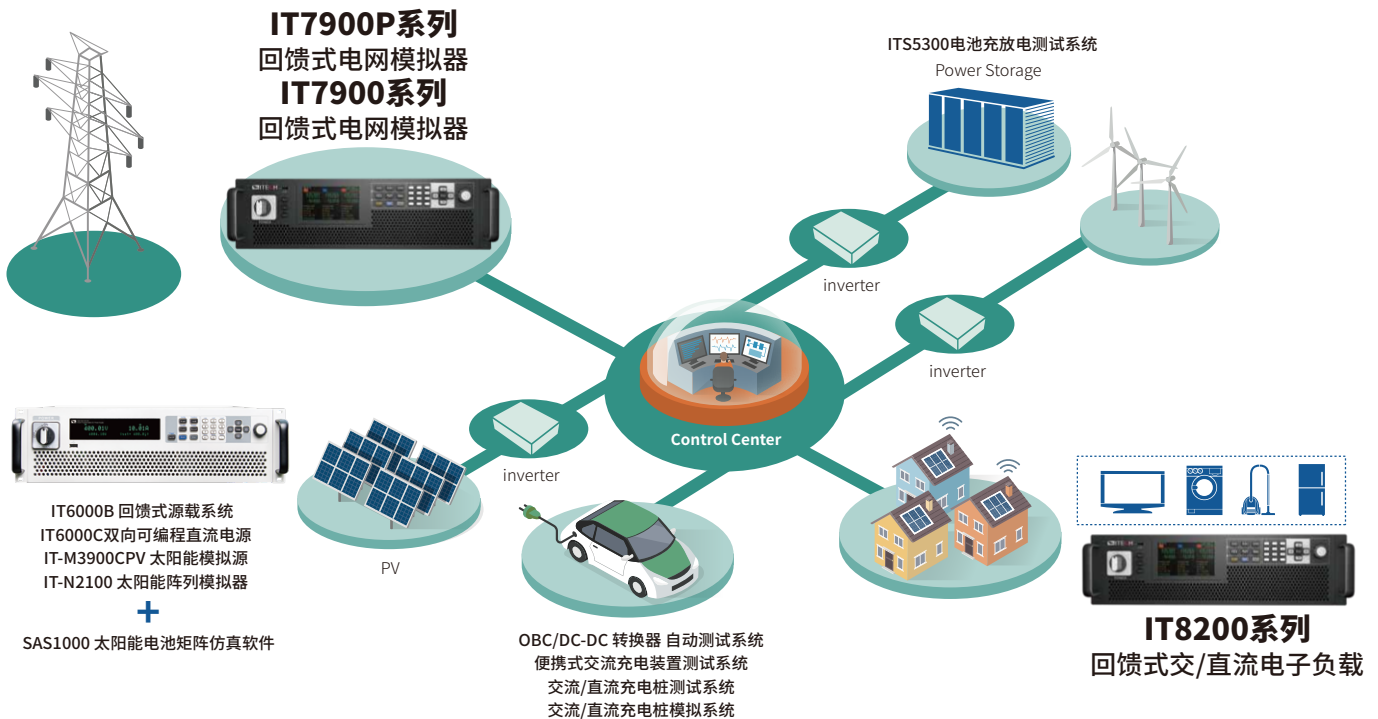 IT7900P系列
回馈式电网模拟器
IT7900系列
回馈式电网模拟器
ITS5300电池充放电测试系统
Power Storage
ITECH
inverter
inverter
Control Center
inverter
IT6000B 回馈式源载系统
IT6000C双向可编程直流电源
IT-M3900CPV 太阳能模拟源
IT-N2100 太阳能阵列模拟器
+
SAS1000 太阳能电池矩阵仿真软件
PV
OBC/DC-DC 转换器 自动测试系统
便携式交流充电装置测试系统
交流/直流充电桩测试系统
交流/直流充电桩模拟系统
ITECH
IT8200系列
回馈式交/直流电子负载